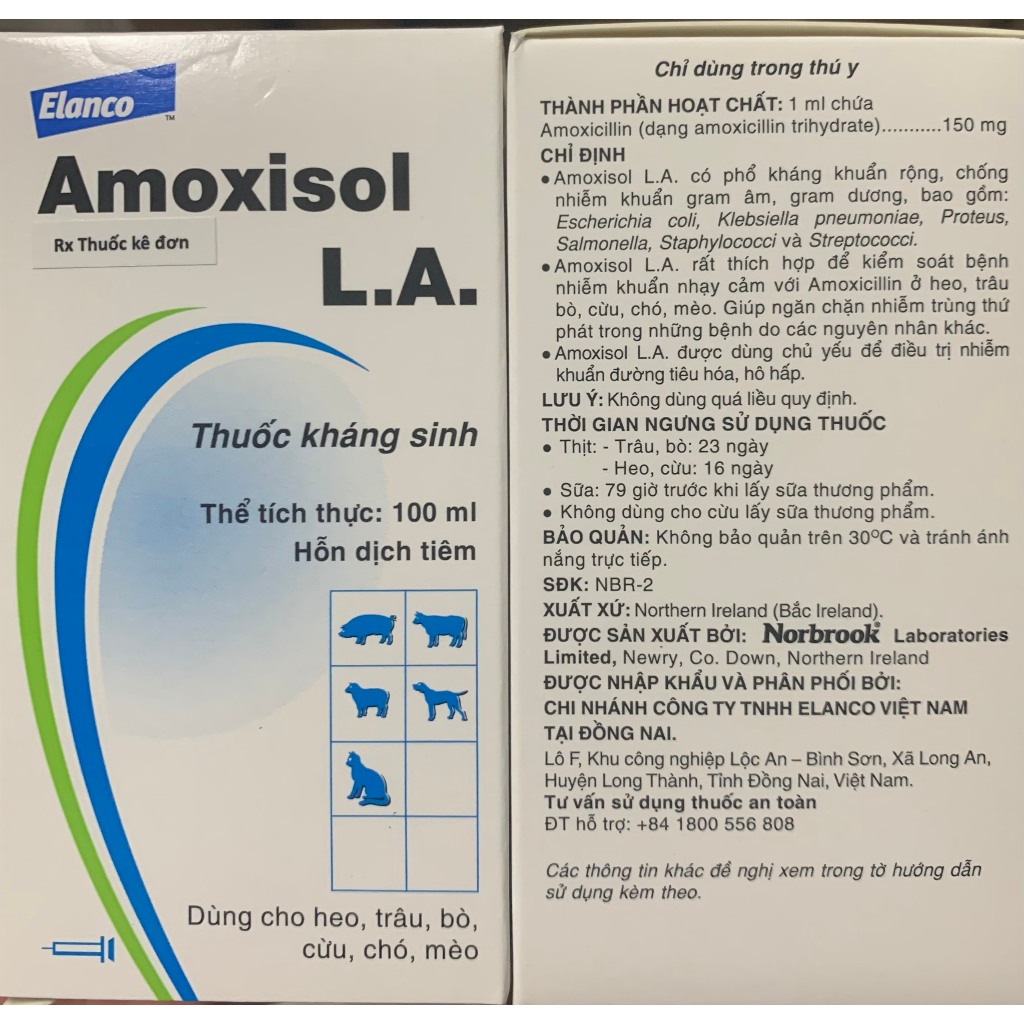 Elanco
TM
Amoxisol
Rx Thuốc kê đơn
L.A.
Thuốc kháng sinh
Thể tích thực: 100 ml
Hỗn dịch tiêm
Dùng cho heo, trâu, bò,
cừu, chó, mèo
Chỉ dùng trong thú y
THÀNH PHẦN HOẠT CHẤT: 1 ml chứa
Amoxicillin (dạng amoxicillin trihydrate)...........150 mg
CHỈ ĐỊNH
• Amoxisol L.A. có phổ kháng khuẩn rộng, chống
nhiễm khuẩn gram âm, gram dương, bao gồm:
Escherichia coli, Klebsiella pneumoniae, Proteus,
Salmonella, Staphylococci và Streptococci.
• Amoxisol L.A. rất thích hợp để kiểm soát bệnh
nhiễm khuẩn nhạy cảm với Amoxicillin ở heo, trâu
bò, cừu, chó, mèo. Giúp ngăn chặn nhiễm trùng thứ
phát trong những bệnh do các nguyên nhân khác.
• Amoxisol L.A. được dùng chủ yếu để điều trị nhiễm
khuẩn đường tiêu hóa, hô hấp.
LƯU Ý: Không dùng quá liều quy định.
THỜI GIAN NGƯNG SỬ DỤNG THUỐC
• Thịt: - Trâu, bò: 23 ngày
- Heo, cừu: 16 ngày
• Sữa: 79 giờ trước khi lấy sữa thương phẩm.
• Không dùng cho cừu lấy sữa thương phẩm.
BẢO QUẢN: Không bảo quản trên 30ºC và tránh ánh
nắng trực tiếp.
SĐK: NBR-2
XUẤT XỨ: Northern Ireland (Bắc Ireland).
ĐƯỢC SẢN XUẤT BỞI: Norbrook® Laboratories
Limited, Newry, Co. Down, Northern Ireland
ĐƯỢC NHẬP KHẨU VÀ PHÂN PHỐI BỞI:
CHI NHÁNH CÔNG TY TNHH ELANCO VIỆT NAM
TẠI ĐỒNG NAI.
Lô F, Khu công nghiệp Lộc An – Bình Sơn, Xã Long An,
Huyện Long Thành, Tỉnh Đồng Nai, Việt Nam.
Tư vấn sử dụng thuốc an toàn
ĐT hỗ trợ: +84 1800 556 808
Các thông tin khác đề nghị xem trong tờ hướng dẫn
sử dụng kèm theo.